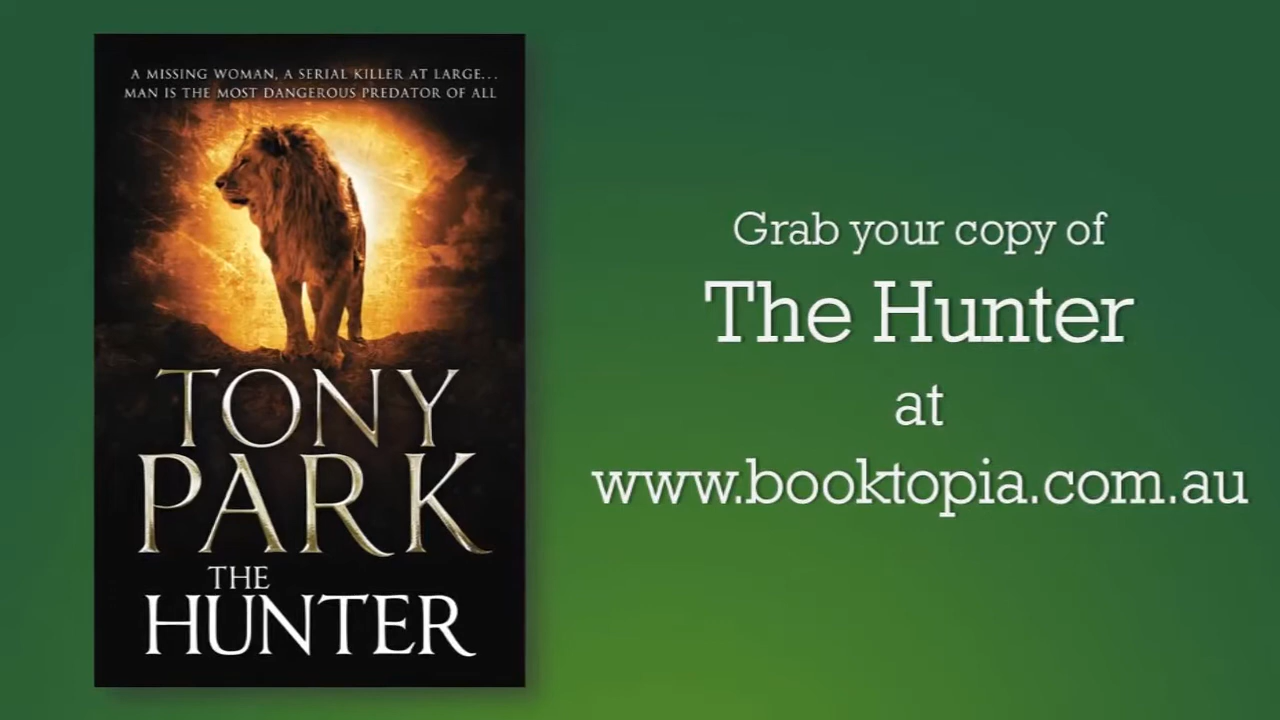 A MISSING WOMAN, A SERIAL KILLER AT LARGE...
MAN IS THE MOST DANGEROUS PREDATOR OF ALL
TONY
PARK
THE
HUNTER
Grab your copy of
The Hunter
at
www.booktopia.com.au